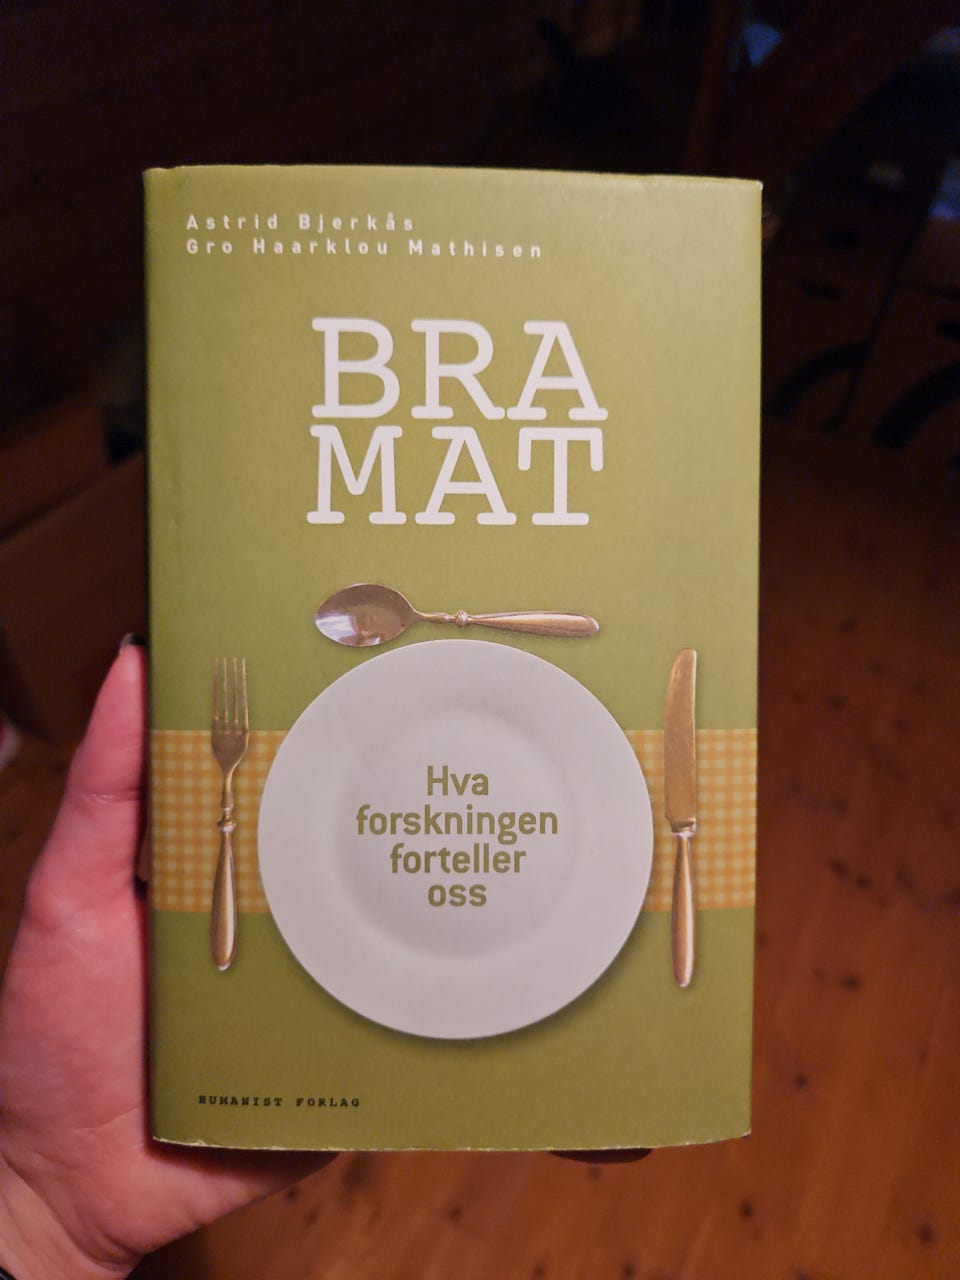 Astrid Bjerkås
Gro Haarklou Mathisen
BRA
MAT
Hva
forskningen
forteller
oss
HUMANIST FORLAG